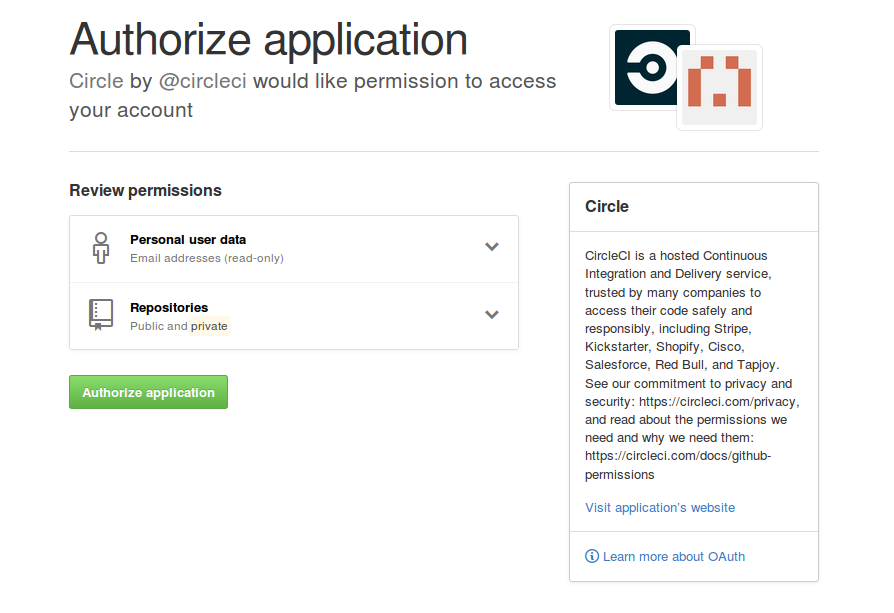 Authorize application
Circle by @circleci would like permission to access
your account
Review permissions
Personal user data
Email addresses (read-only)
Repositories
Public and private
Authorize application
Circle
CircleCI is a hosted Continuous
Integration and Delivery service,
trusted by many companies to
access their code safely and
responsibly, including Stripe,
Kickstarter, Shopify, Cisco,
Salesforce, Red Bull, and Tapjoy.
See our commitment to privacy and
security: https://circleci.com/privacy,
and read about the permissions we
need and why we need them:
https://circleci.com/docs/github-
permissions
Visit application's website
Learn more about OAuth